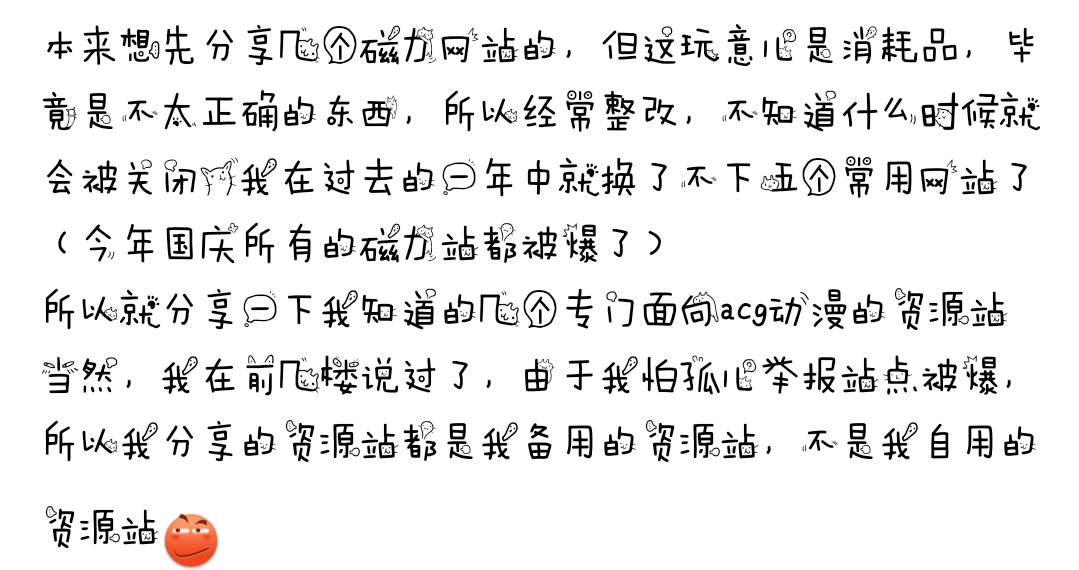 本来想先分享几个磁力网站的，但这玩意儿是消耗品，毕
竟是不太正确的东西，所以经常整改，不知道什么时候就
会被关闭，我在过去的一年中就换了不下五个常用网站了
（今年国庆所有的磁力站都被爆了）
所以就分享一下我知道的几个专门面向acg动漫的资源站
当然，我在前几楼说过了，由于我怕孤儿举报站点被爆，
所以我分享的资源站都是我备用的资源站，不是我自用的
资源站